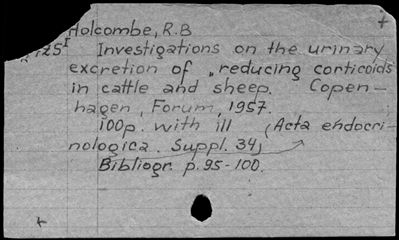 Holcombe, R.B
Investigations on the urinary
excretion of „reducing corticoids
in cattle and sheep. Copen-
hagen, Forum, 1957.
100p. with ill (Acta endocri-
nologica. Suppl. 34)
Bibliogr. p. 95-100.